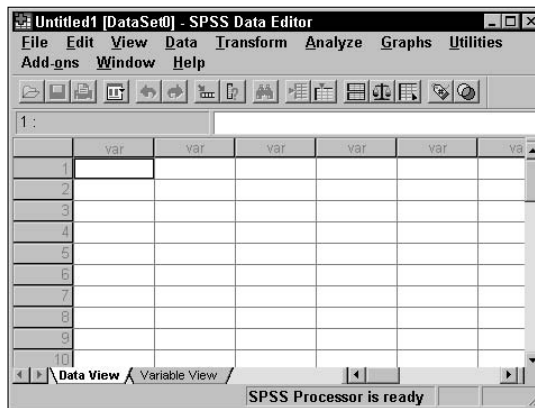 Untitled1 [DataSet0] - SPSS Data Editor
File Edit View Data Transform Analyze Graphs Utilities
Add-ons Window Help
1 :
var var var var var va
1
2
3
4
5
6
7
8
9
10
Data View Variable View
SPSS Processor is ready